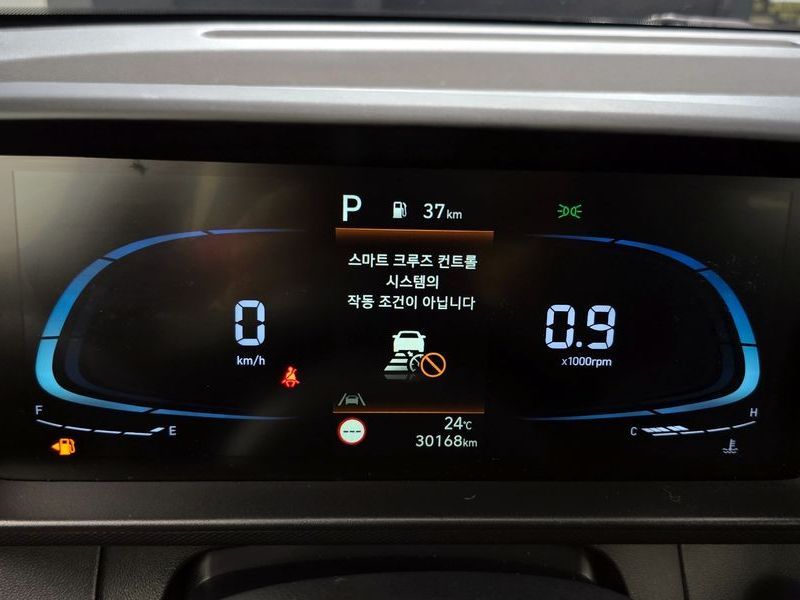 P 37km
스마트 크루즈 컨트롤
시스템의
작동 조건이 아닙니다
0
km/h
0.9
x1000rpm
F E
C H
---
24℃
30168km